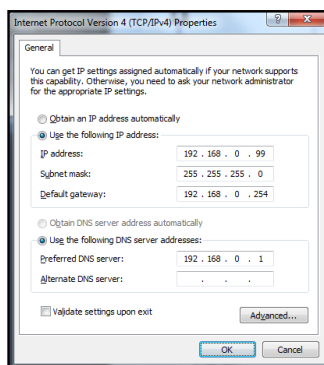 Internet Protocol Version 4 (TCP/IPv4) Properties
General
You can get IP settings assigned automatically if your network supports
this capability. Otherwise, you need to ask your network administrator
for the appropriate IP settings.
Obtain an IP address automatically
Use the following IP address:
IP address: 192 . 168 . 0 . 99
Subnet mask: 255 . 255 . 255 . 0
Default gateway: 192 . 168 . 0 . 254
Obtain DNS server address automatically
Use the following DNS server addresses:
Preferred DNS server: 192 . 168 . 0 . 1
Alternate DNS server: . . .
Validate settings upon exit
Advanced...
OK Cancel